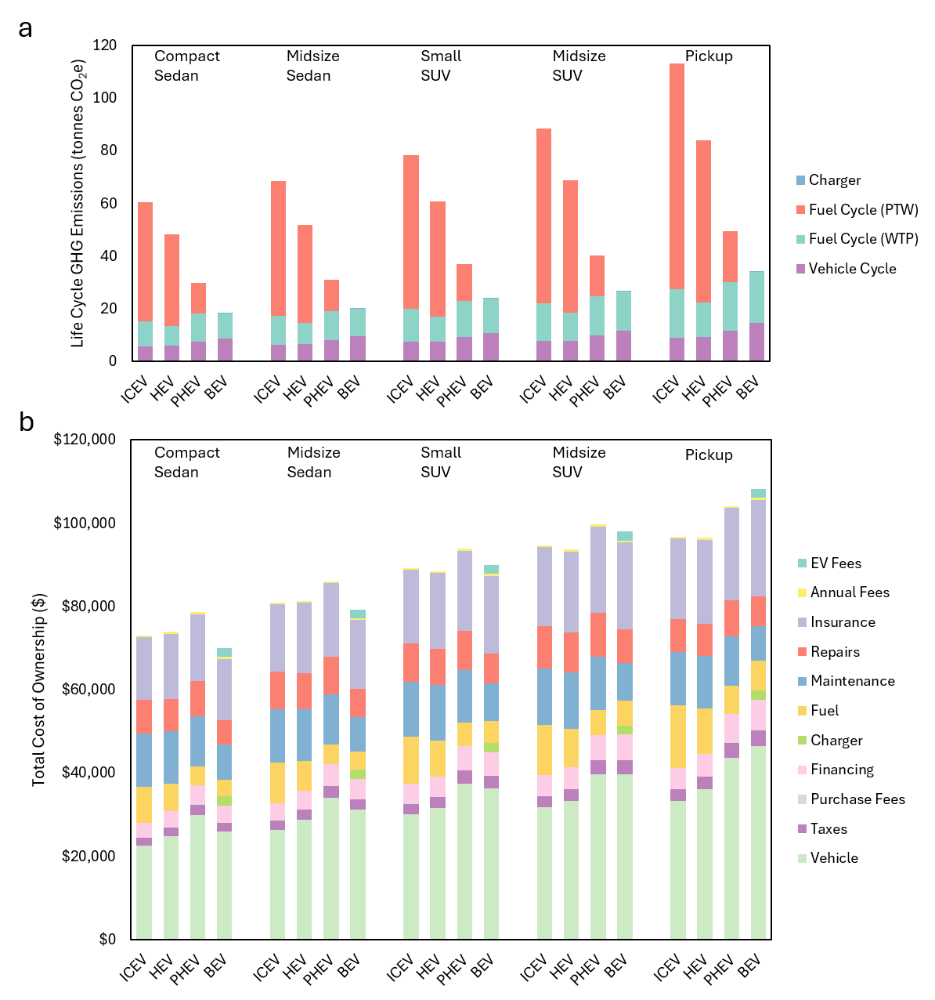 a
Life Cycle GHG Emissions (tonnes CO₂e)
120
100
80
60
40
20
0
Compact
Sedan
Midsize
Sedan
Small
SUV
Midsize
SUV
Pickup
ICEV
HEV
PHEV
BEV
ICEV
HEV
PHEV
BEV
ICEV
HEV
PHEV
BEV
ICEV
HEV
PHEV
BEV
ICEV
HEV
PHEV
BEV
Charger
Fuel Cycle (PTW)
Fuel Cycle (WTP)
Vehicle Cycle
b
Total Cost of Ownership ($)
$120,000
$100,000
$80,000
$60,000
$40,000
$20,000
$0
Compact
Sedan
Midsize
Sedan
Small
SUV
Midsize
SUV
Pickup
ICEV
HEV
PHEV
BEV
ICEV
HEV
PHEV
BEV
ICEV
HEV
PHEV
BEV
ICEV
HEV
PHEV
BEV
ICEV
HEV
PHEV
BEV
EV Fees
Annual Fees
Insurance
Repairs
Maintenance
Fuel
Charger
Financing
Purchase Fees
Taxes
Vehicle